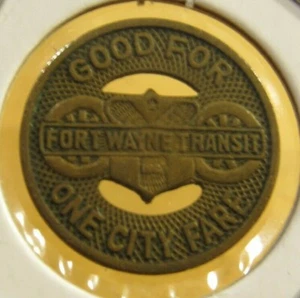 GOOD FOR
FORT WAYNE TRANSIT
ONE CITY FARE